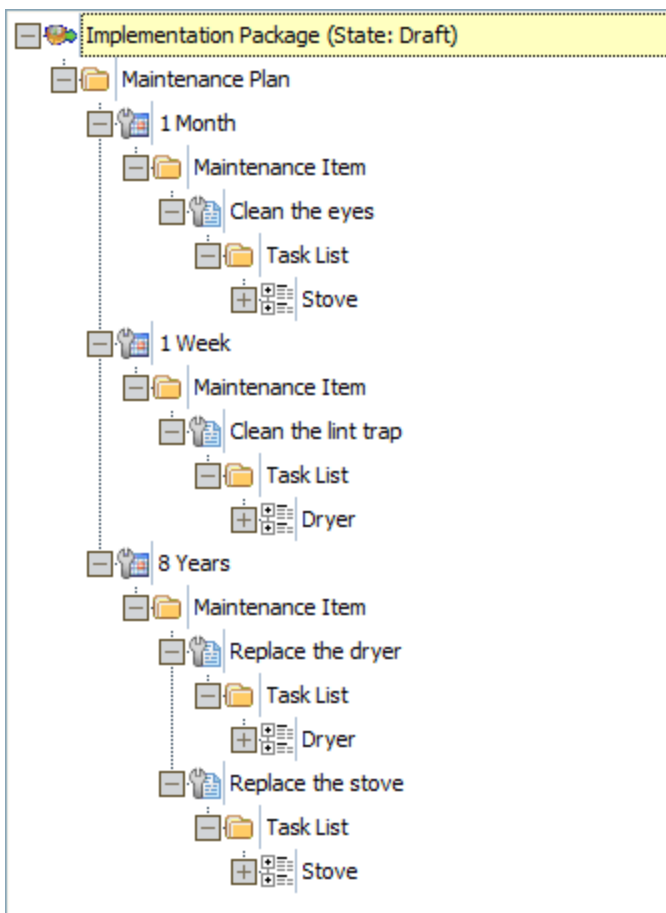 Implementation Package (State: Draft)
Maintenance Plan
1 Month
Maintenance Item
Clean the eyes
Task List
Stove
1 Week
Maintenance Item
Clean the lint trap
Task List
Dryer
8 Years
Maintenance Item
Replace the dryer
Task List
Dryer
Replace the stove
Task List
Stove